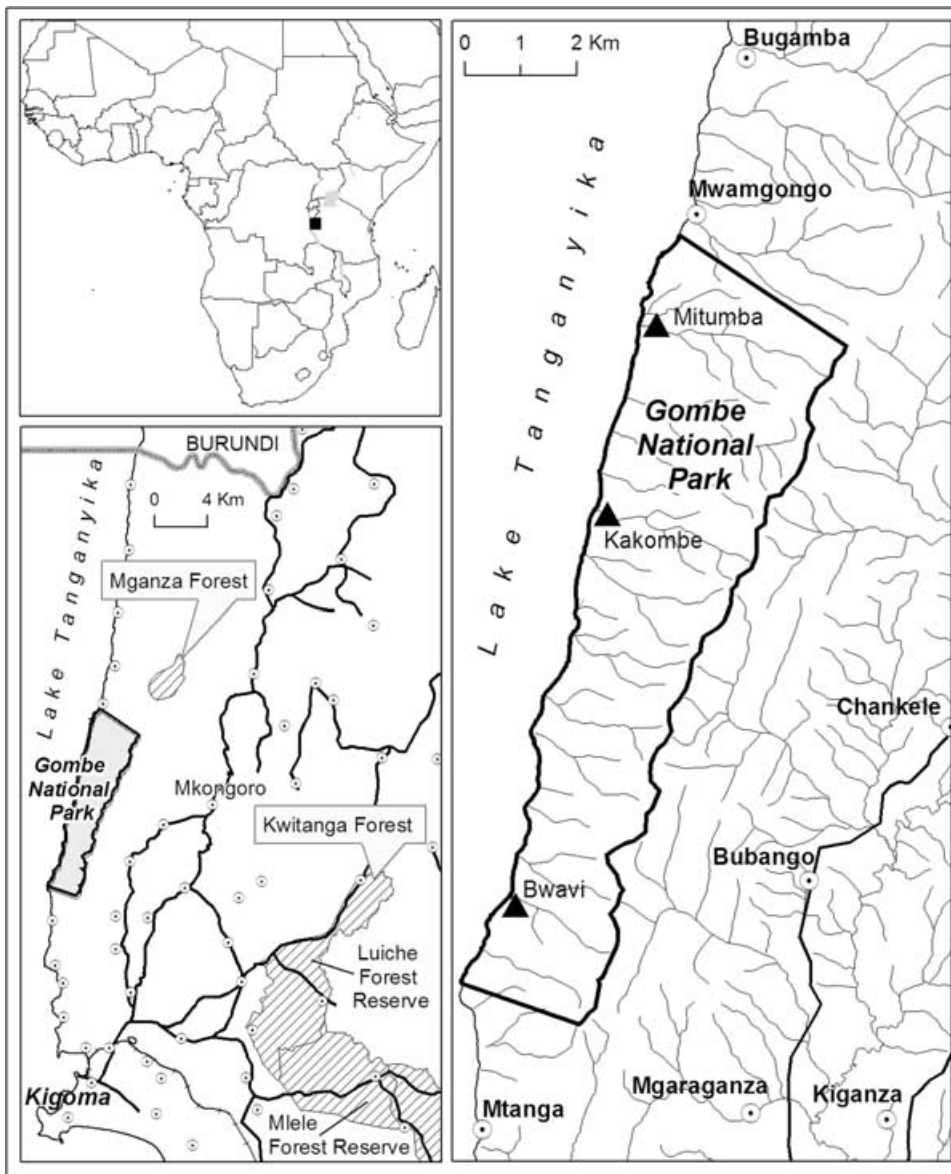 BURUNDI
0 4 Km
Lake Tanganyika
Mganza Forest
Gombe
National
Park
Mkongoro
Kwitanga Forest
Luiche
Forest
Reserve
Kigoma
Mlele
Forest Reserve
0 1 2 Km
Bugamba
Lake Tanganyika
Mwamgongo
Mitumba
Gombe
National
Park
Kakombe
Chankele
Bubango
Bwavi
Mgaraganza
Kiganza
Mtanga